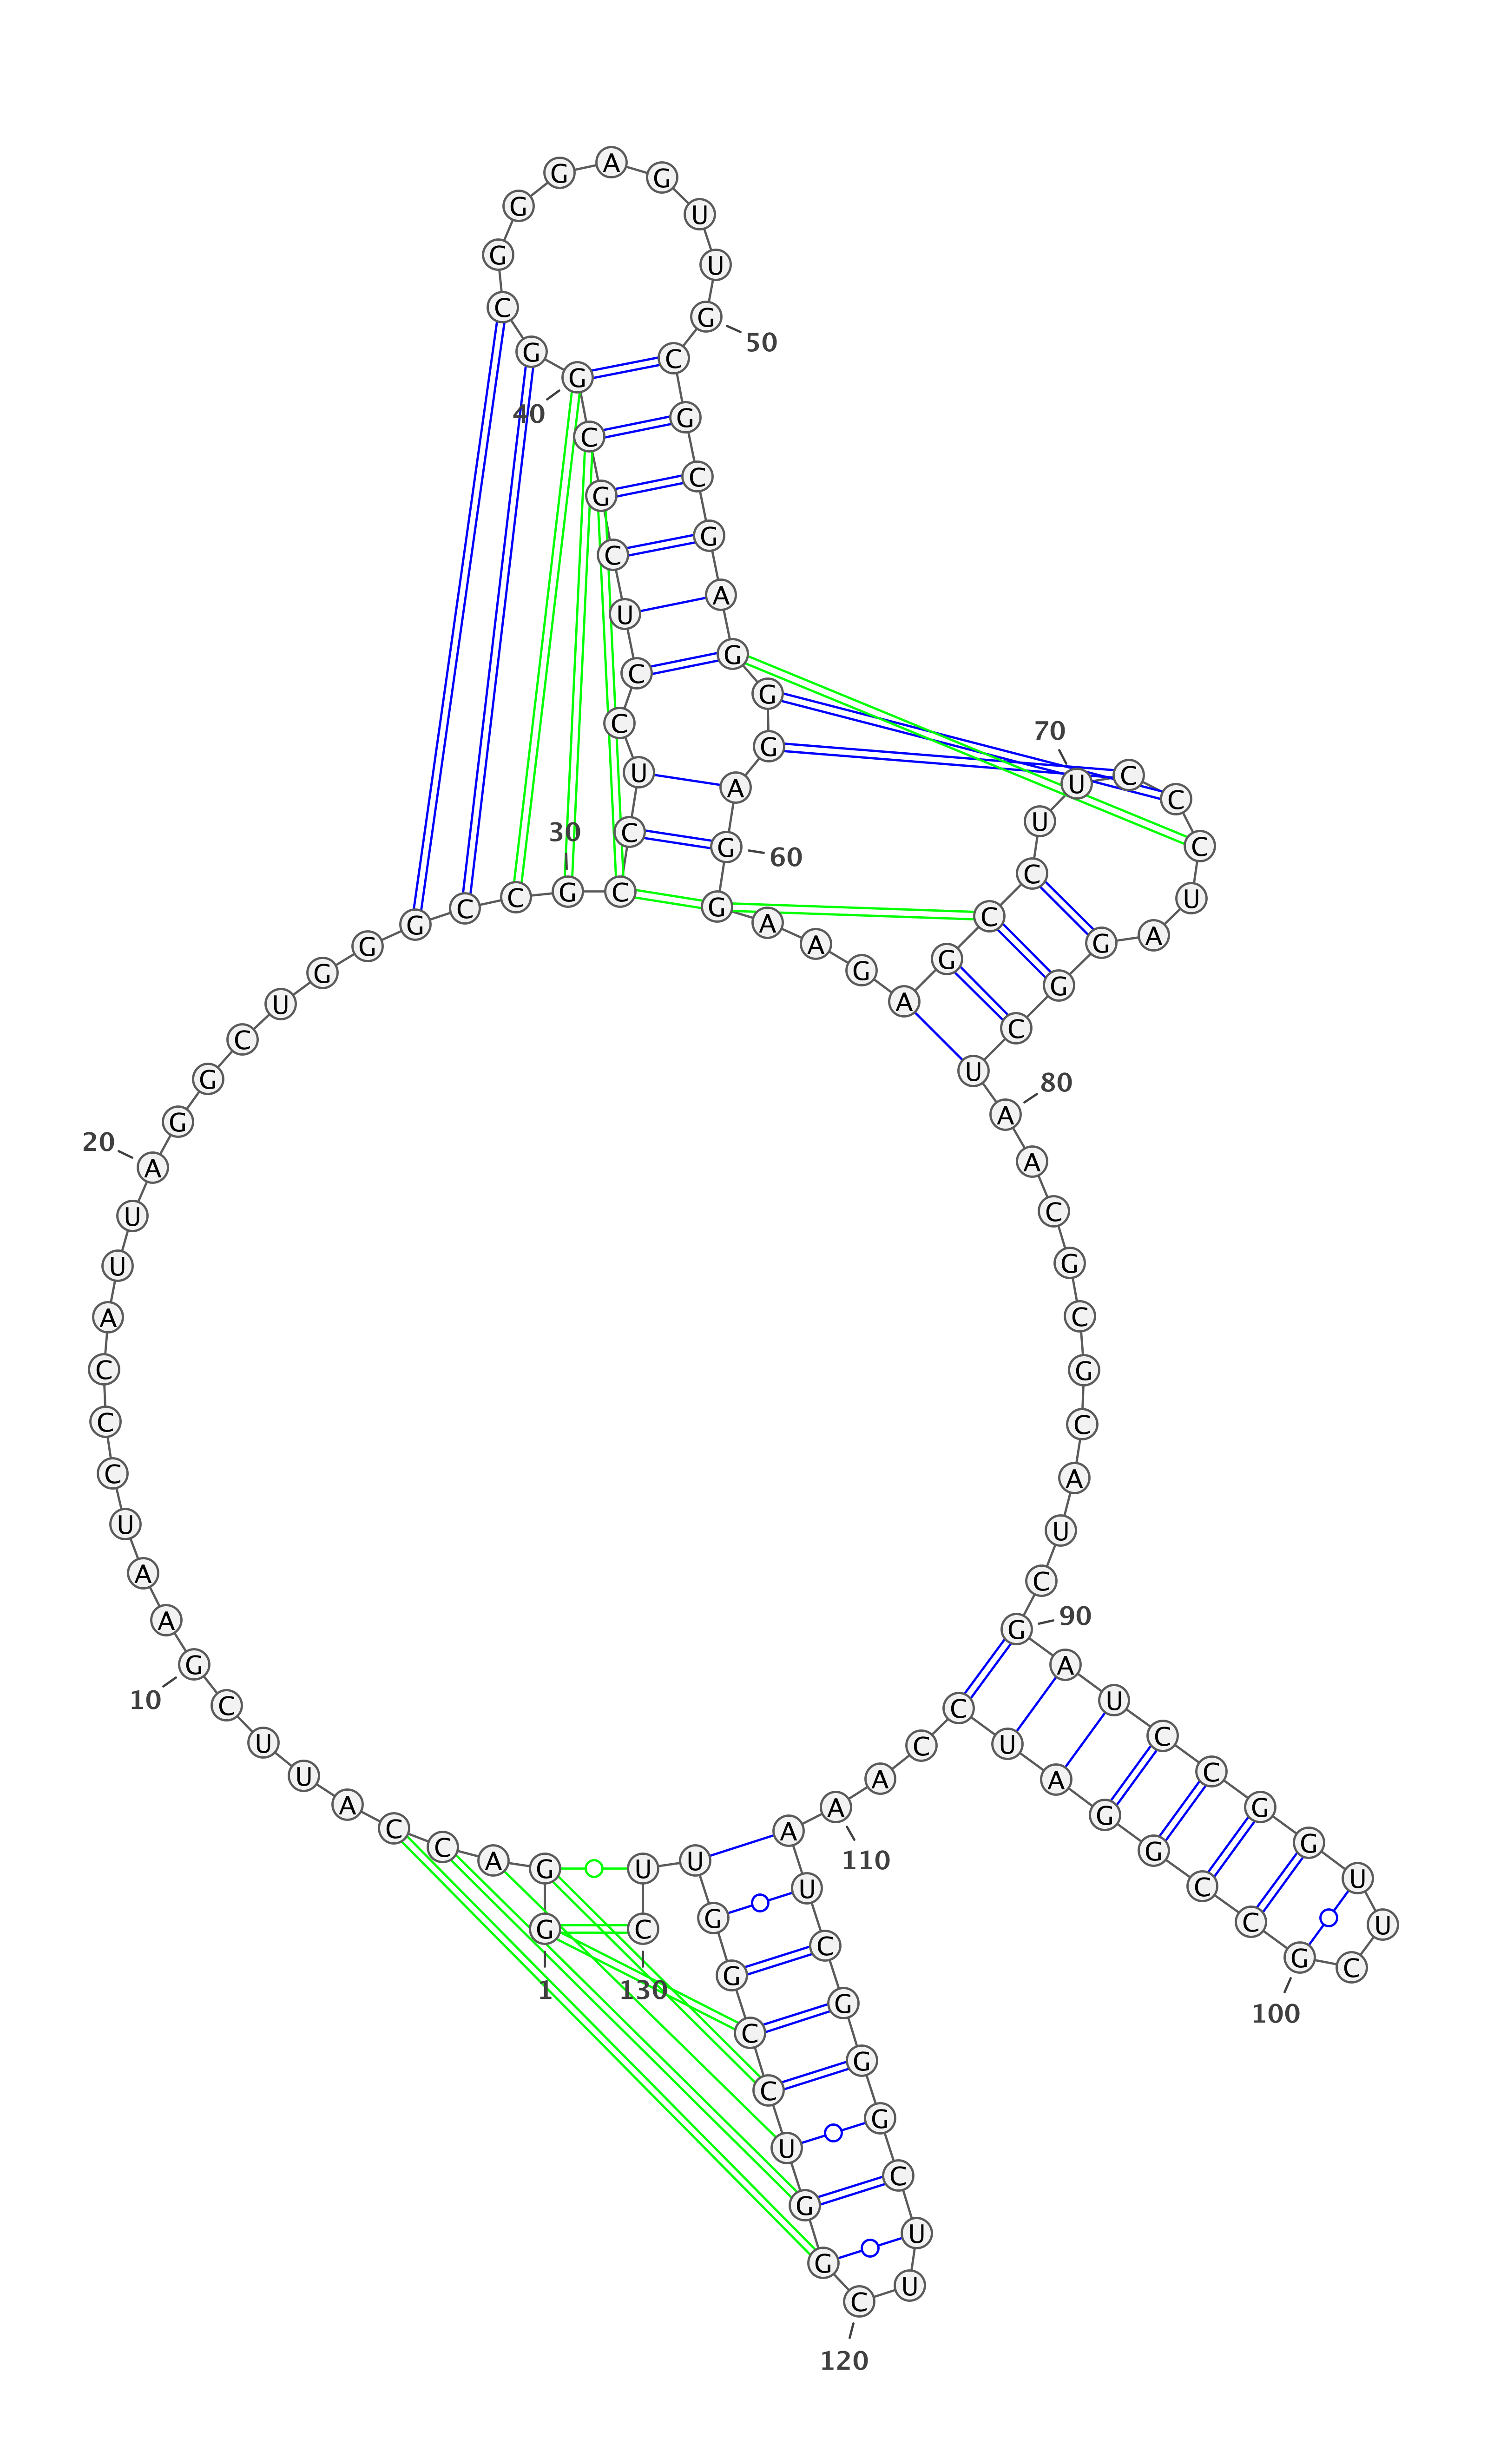 G
1
G A C C A U U C G
10
A A U C C C A U U A
20
G G C U G G G C C G
30
C C U C C U C G C G
40
G C G G G A G U U G
50
C G C G A G G G A G
60
G A A G A G C C U U
70
C C C U A G G C U A
80
A C G C G C A U C G
90
A U C C G G U U C G
100
C C G G A U C C A A
110
A U C G G G C U U C
120
G G U C C G G U U C
130